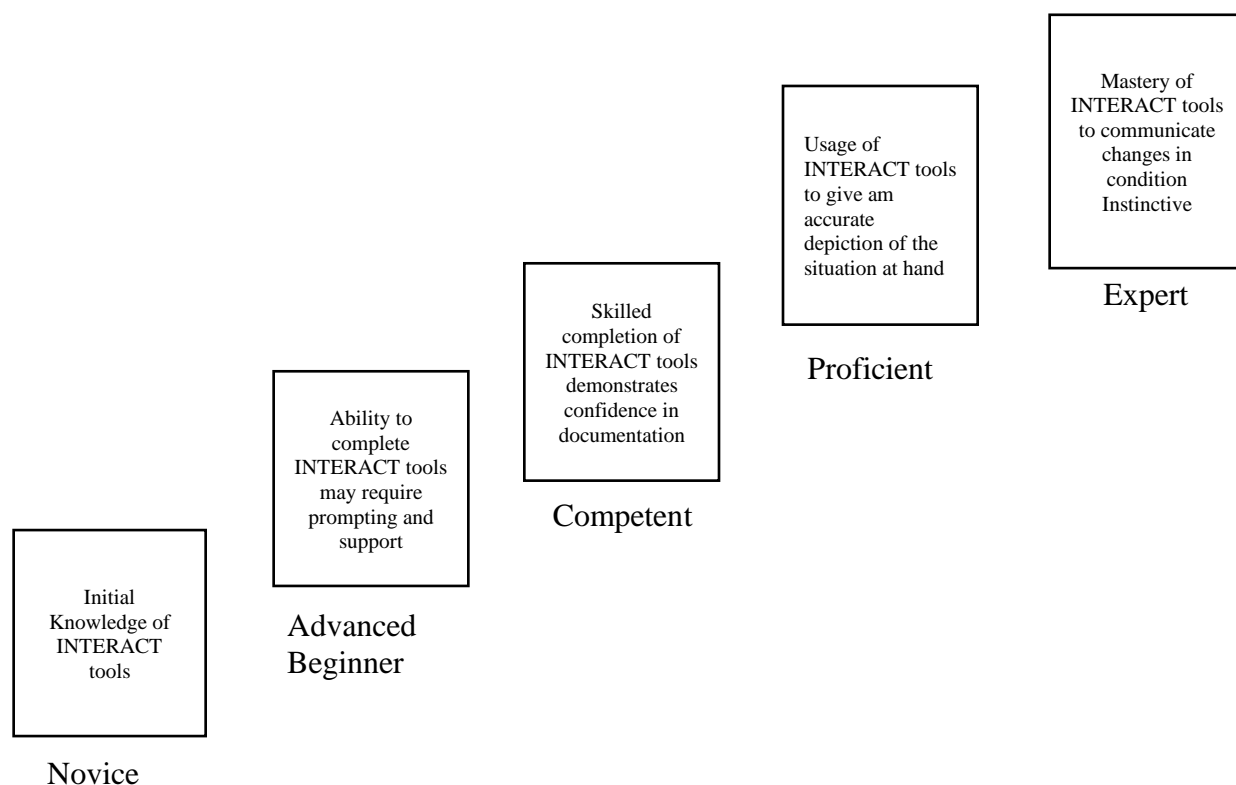 Initial
Knowledge of
INTERACT
tools
Novice
Ability to
complete
INTERACT tools
may require
prompting and
support
Advanced
Beginner
Skilled
completion of
INTERACT tools
demonstrates
confidence in
documentation
Competent
Usage of
INTERACT tools
to give am
accurate
depiction of the
situation at hand
Proficient
Mastery of
INTERACT tools
to communicate
changes in
condition
Instinctive
Expert